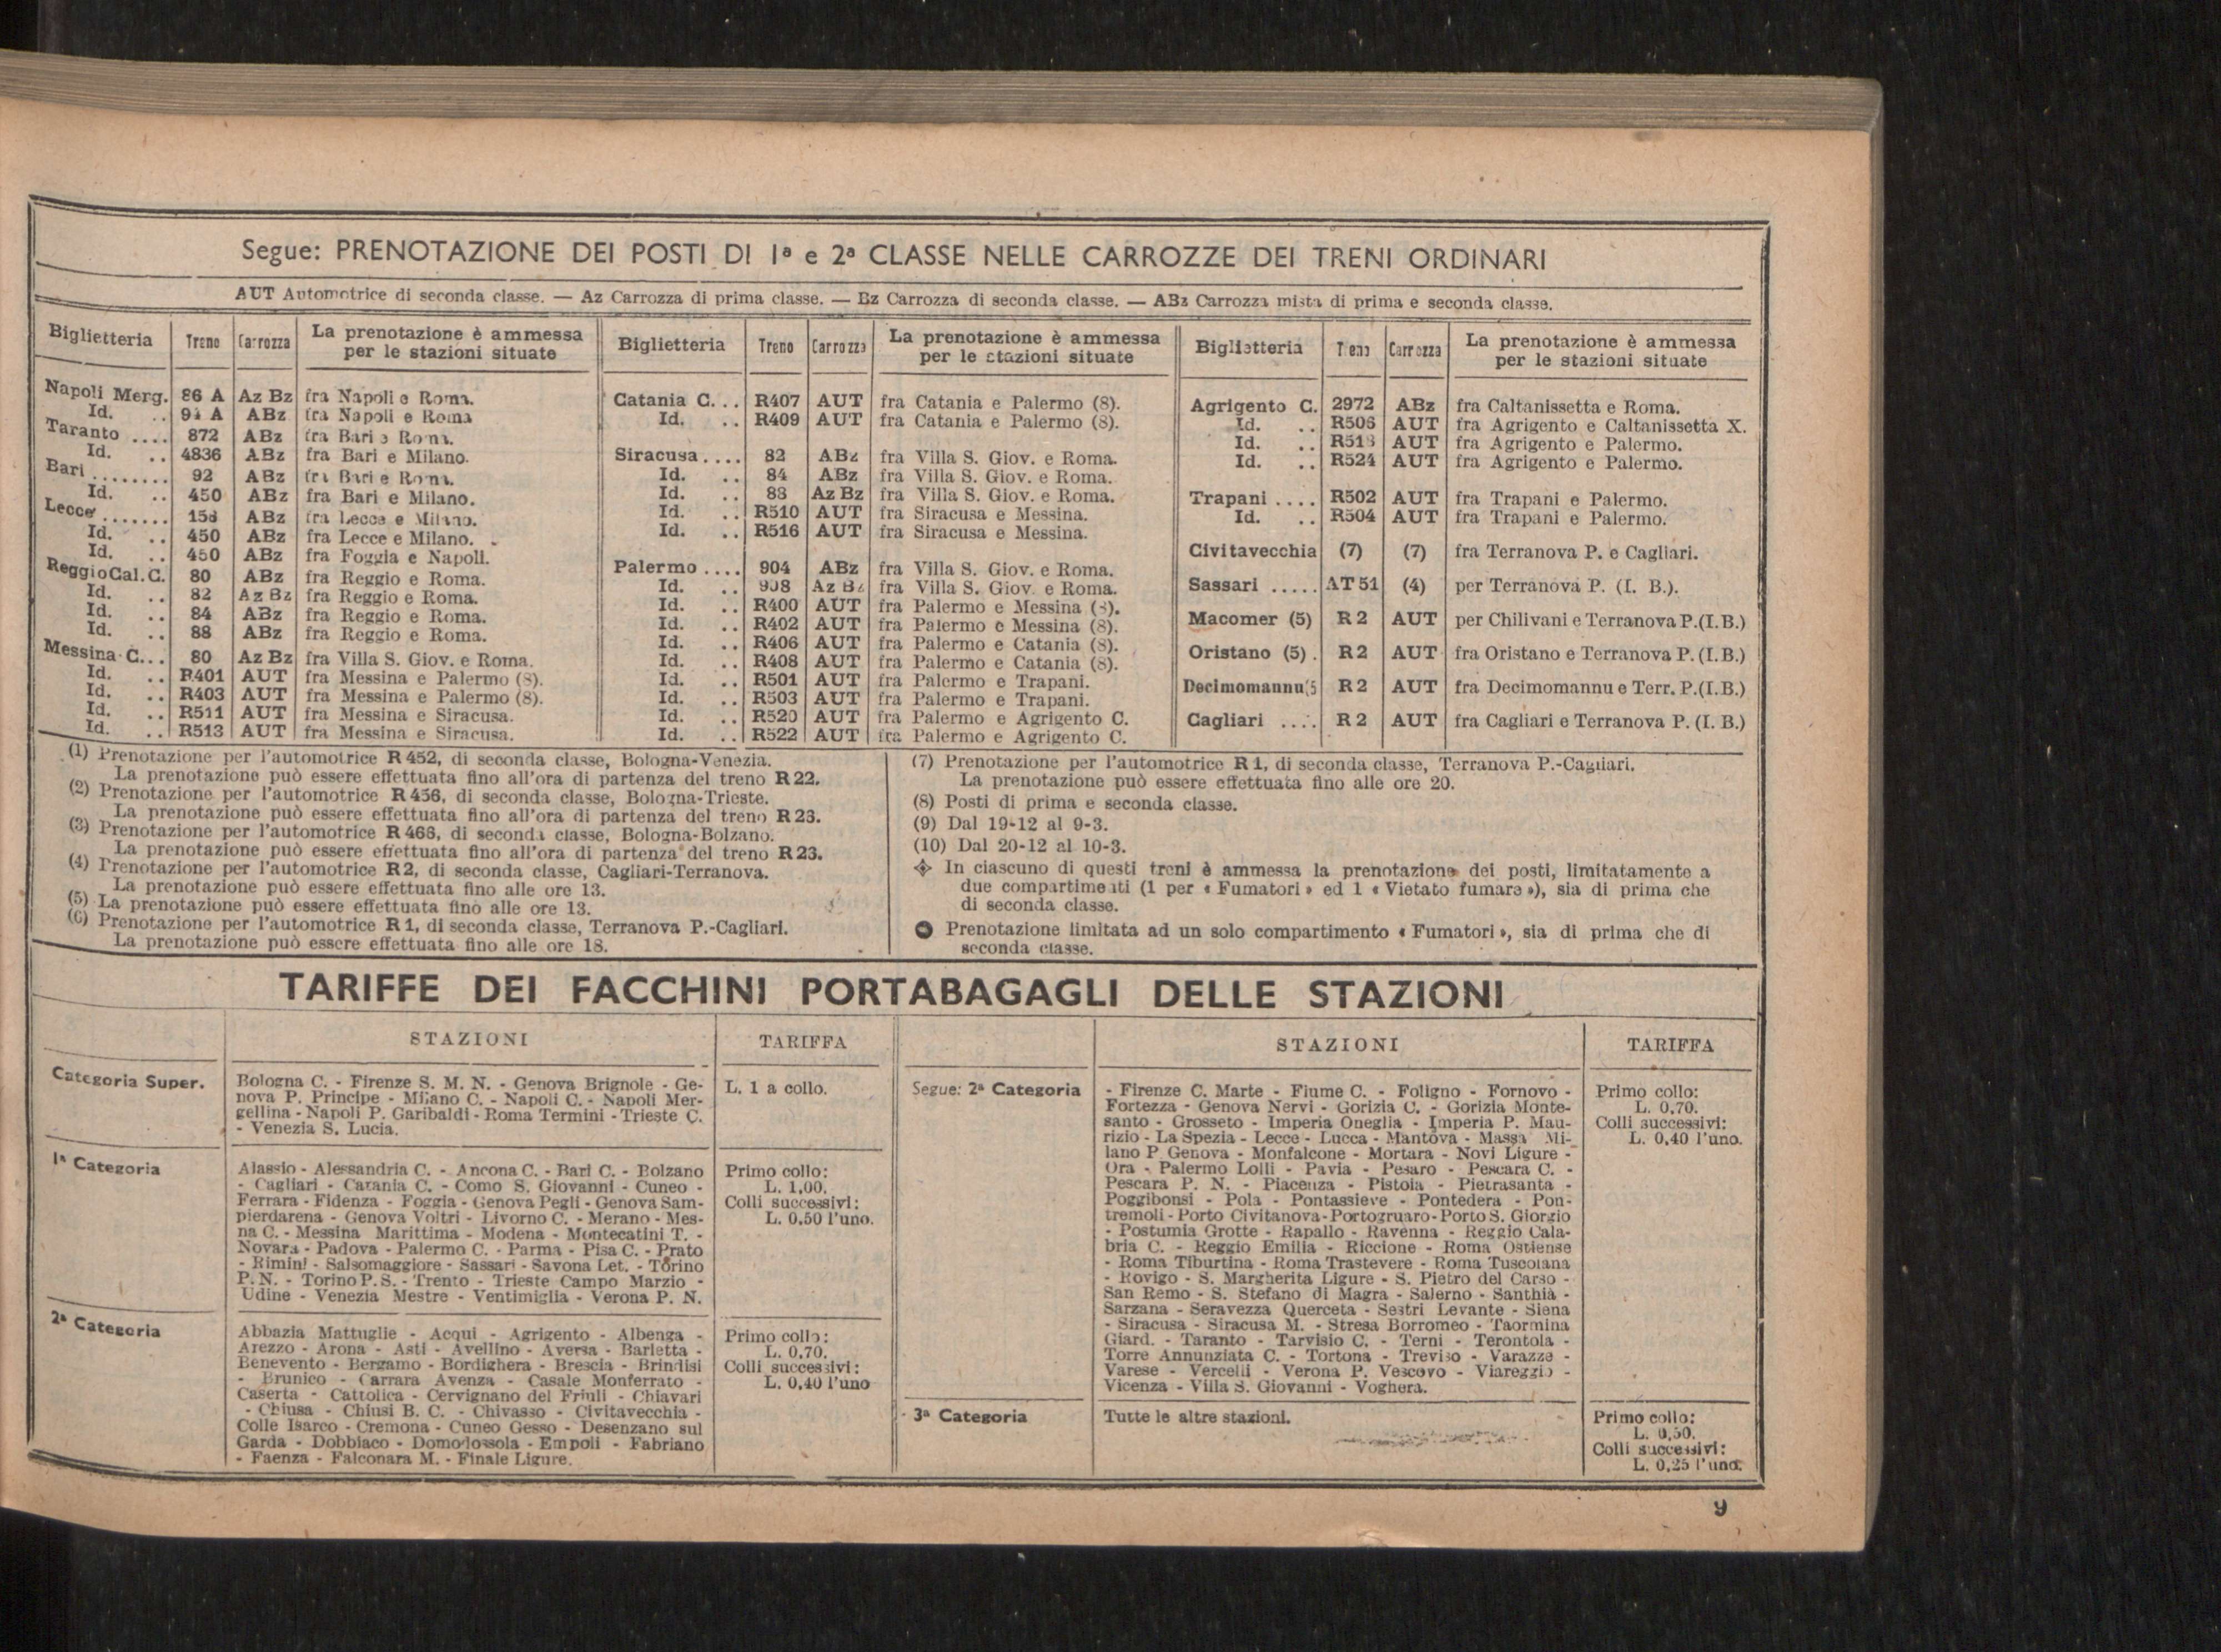 Segue: PRENOTAZIONE DEI POSTI DI 1ª e 2ª CLASSE NELLE CARROZZE DEI TRENI ORDINARI
AUT Automotrice di seconda classe. — Az Carrozza di prima classe. — Bz Carrozza di seconda classe. — ABz Carrozza mista di prima e seconda classe.
Biglietteria Treno Carrozza La prenotazione è ammessa per le stazioni situate
Napoli Merg. 86 A Az Bz fra Napoli e Roma.
Id. .. 94 A ABz fra Napoli e Roma
Taranto .... 872 ABz fra Bari e Roma.
Id. .. 4836 ABz fra Bari e Milano.
Bari ........ 92 ABz fra Bari e Roma.
Id. .. 450 ABz fra Bari e Milano.
Lecce ....... 158 ABz fra Lecce e Milano.
Id. .. 450 ABz fra Lecce e Milano.
Id. .. 450 ABz fra Foggia e Napoli.
Reggio Cal. C. 80 ABz fra Reggio e Roma.
Id. .. 82 Az Bz fra Reggio e Roma.
Id. .. 84 ABz fra Reggio e Roma.
Id. .. 88 ABz fra Reggio e Roma.
Messina C... 80 Az Bz fra Villa S. Giov. e Roma.
Id. .. R401 AUT fra Messina e Palermo (8).
Id. .. R403 AUT fra Messina e Palermo (8).
Id. .. R511 AUT fra Messina e Siracusa.
Id. .. R513 AUT fra Messina e Siracusa.
Biglietteria Treno Carrozza La prenotazione è ammessa per le stazioni situate
Catania C. .. R407 AUT fra Catania e Palermo (8).
Id. .. R409 AUT fra Catania e Palermo (8).
Siracusa .... 82 ABz fra Villa S. Giov. e Roma.
Id. .. 84 ABz fra Villa S. Giov. e Roma.
Id. .. 88 Az Bz fra Villa S. Giov. e Roma.
Id. .. R510 AUT fra Siracusa e Messina.
Id. .. R516 AUT fra Siracusa e Messina.
Palermo .... 904 ABz fra Villa S. Giov. e Roma.
Id. .. 908 Az Bz fra Villa S. Giov. e Roma.
Id. .. R400 AUT fra Palermo e Messina (8).
Id. .. R402 AUT fra Palermo e Messina (8).
Id. .. R406 AUT fra Palermo e Catania (8).
Id. .. R408 AUT fra Palermo e Catania (8).
Id. .. R501 AUT fra Palermo e Trapani.
Id. .. R503 AUT fra Palermo e Trapani.
Id. .. R520 AUT fra Palermo e Agrigento C.
Id. .. R522 AUT fra Palermo e Agrigento C.
Biglietteria Treno Carrozza La prenotazione è ammessa per le stazioni situate
Agrigento C. 2972 ABz fra Caltanissetta e Roma.
Id. .. R506 AUT fra Agrigento e Caltanissetta X.
Id. .. AUT fra Agrigento e Palermo.
Id. .. R524 AUT fra Agrigento e Palermo.
Trapani .... R502 AUT fra Trapani e Palermo.
Id. .. R504 AUT fra Trapani e Palermo.
Civitavecchia (7) (7) fra Terranova P. e Cagliari.
Sassari ..... AT 51 (4) per Terranova P. (I. B.).
Macomer (5) R 2 AUT per Chilivani e Terranova P.(I.B.)
Oristano (5) . R 2 AUT fra Oristano e Terranova P. (I.B.)
Decimomannu(5 R 2 AUT fra Decimomannu e Terr. P.(I.B.)
Cagliari .... R 2 AUT fra Cagliari e Terranova P. (I. B.)
(1) Prenotazione per l'automotrice R 452, di seconda classe, Bologna-Venezia.
La prenotazione può essere effettuata fino all'ora di partenza del treno R 22.
(2) Prenotazione per l'automotrice R 456, di seconda classe, Bologna-Trieste.
La prenotazione può essere effettuata fino all'ora di partenza del treno R 23.
(3) Prenotazione per l'automotrice R 468, di seconda classe, Bologna-Bolzano.
La prenotazione può essere effettuata fino all'ora di partenza del treno R 23.
(4) Prenotazione per l'automotrice R 2, di seconda classe, Cagliari-Terranova.
La prenotazione può essere effettuata fino alle ore 13.
(5) La prenotazione può essere effettuata fino alle ore 13.
(6) Prenotazione per l'automotrice R 1, di seconda classe, Terranova P.-Cagliari.
La prenotazione può essere effettuata fino alle ore 18.
(7) Prenotazione per l'automotrice R 1, di seconda classe, Terranova P.-Cagliari.
La prenotazione può essere effettuata fino alle ore 20.
(8) Posti di prima e seconda classe.
(9) Dal 19-12 al 9-3.
(10) Dal 20-12 al 10-3.
In ciascuno di questi treni è ammessa la prenotazione dei posti, limitatamente a
due compartimenti (1 per « Fumatori » ed 1 « Vietato fumare »), sia di prima che
di seconda classe.
Prenotazione limitata ad un solo compartimento « Fumatori », sia di prima che di
seconda classe.
TARIFFE DEI FACCHINI PORTABAGAGLI DELLE STAZIONI
STAZIONI TARIFFA
Categoria Super.
Bologna C. - Firenze S. M. N. - Genova Brignole - Ge-
nova P. Principe - Milano C. - Napoli C. - Napoli Mer-
gellina - Napoli P. Garibaldi - Roma Termini - Trieste C.
- Venezia S. Lucia.
L. 1 a collo.
1ª Categoria
Alassio - Alessandria C. - Ancona C. - Bari C. - Bolzano
- Cagliari - Catania C. - Como S. Giovanni - Cuneo -
Ferrara - Fidenza - Foggia - Genova Pegli - Genova Sam-
pierdarena - Genova Voltri - Livorno C. - Merano - Mes-
na C. - Messina Marittima - Modena - Montecatini T. -
Novara - Padova - Palermo C. - Parma - Pisa C. - Prato
- Rimini - Salsomaggiore - Sassari - Savona Let. - Torino
P. N. - Torino P. S. - Trento - Trieste Campo Marzio -
Udine - Venezia Mestre - Ventimiglia - Verona P. N.
Primo collo:
L. 1,00.
Colli successivi:
L. 0,50 l'uno.
2ª Categoria
Abbazia Mattuglie - Acqui - Agrigento - Albenga -
Arezzo - Arona - Asti - Avellino - Aversa - Barletta -
Benevento - Bergamo - Bordighera - Brescia - Brindisi
- Brunico - Carrara Avenza - Casale Monferrato -
Caserta - Cattolica - Cervignano del Friuli - Chiavari
- Chiusa - Chiusi B. C. - Chivasso - Civitavecchia -
Colle Isarco - Cremona - Cuneo Gesso - Desenzano sul
Garda - Dobbiaco - Domodossola - Empoli - Fabriano
- Faenza - Falconara M. - Finale Ligure.
Primo collo:
L. 0,70.
Colli successivi:
L. 0,40 l'uno
STAZIONI TARIFFA
Segue: 2ª Categoria
- Firenze C. Marte - Fiume C. - Foligno - Fornovo -
Fortezza - Genova Nervi - Gorizia C. - Gorizia Monte-
santo - Grosseto - Imperia Oneglia - Imperia P. Mau-
rizio - La Spezia - Lecce - Lucca - Mantova - Massa Mi-
lano P. Genova - Monfalcone - Mortara - Novi Ligure -
Ora - Palermo Lolli - Pavia - Pesaro - Pescara C. -
Pescara P. N. - Piacenza - Pistoia - Pietrasanta -
Poggibonsi - Pola - Pontassieve - Pontedera - Pon-
tremoli - Porto Civitanova - Portogruaro - Porto S. Giorgio
- Postumia Grotte - Rapallo - Ravenna - Reggio Cala-
bria C. - Reggio Emilia - Riccione - Roma Ostiense
- Roma Tiburtina - Roma Trastevere - Roma Tuscolana
- Rovigo - S. Margherita Ligure - S. Pietro del Carso -
San Remo - S. Stefano di Magra - Salerno - Santhià -
Sarzana - Seravezza Querceta - Sestri Levante - Siena
- Siracusa - Siracusa M. - Stresa Borromeo - Taormina
Giard. - Taranto - Tarvisio C. - Terni - Terontola -
Torre Annunziata C. - Tortona - Treviso - Varazze -
Varese - Vercelli - Verona P. Vescovo - Viareggio -
Vicenza - Villa S. Giovanni - Voghera.
Primo collo:
L. 0,70.
Colli successivi:
L. 0,40 l'uno.
3ª Categoria
Tutte le altre stazioni.
Primo collo:
L. 0,50.
Colli successivi:
L. 0,25 l'uno.
9